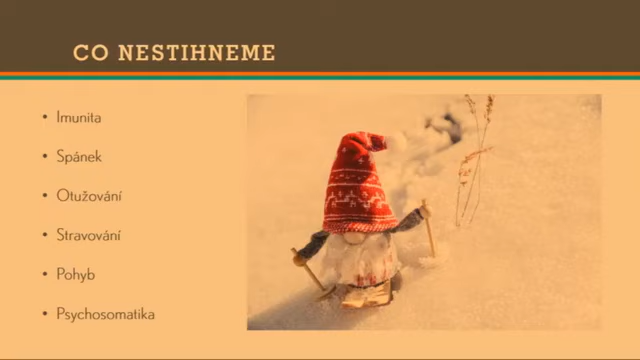 CO NESTIHNEME
• Imunita
• Spánek
• Otužování
• Stravování
• Pohyb
• Psychosomatika